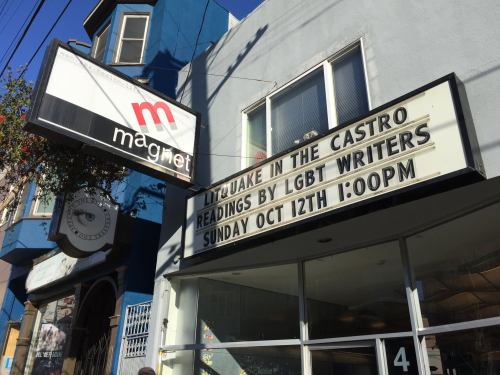 m
magnet
LITQUAKE IN THE CASTRO
READINGS BY LGBT WRITERS
SUNDAY OCT 12TH 1:00PM
4